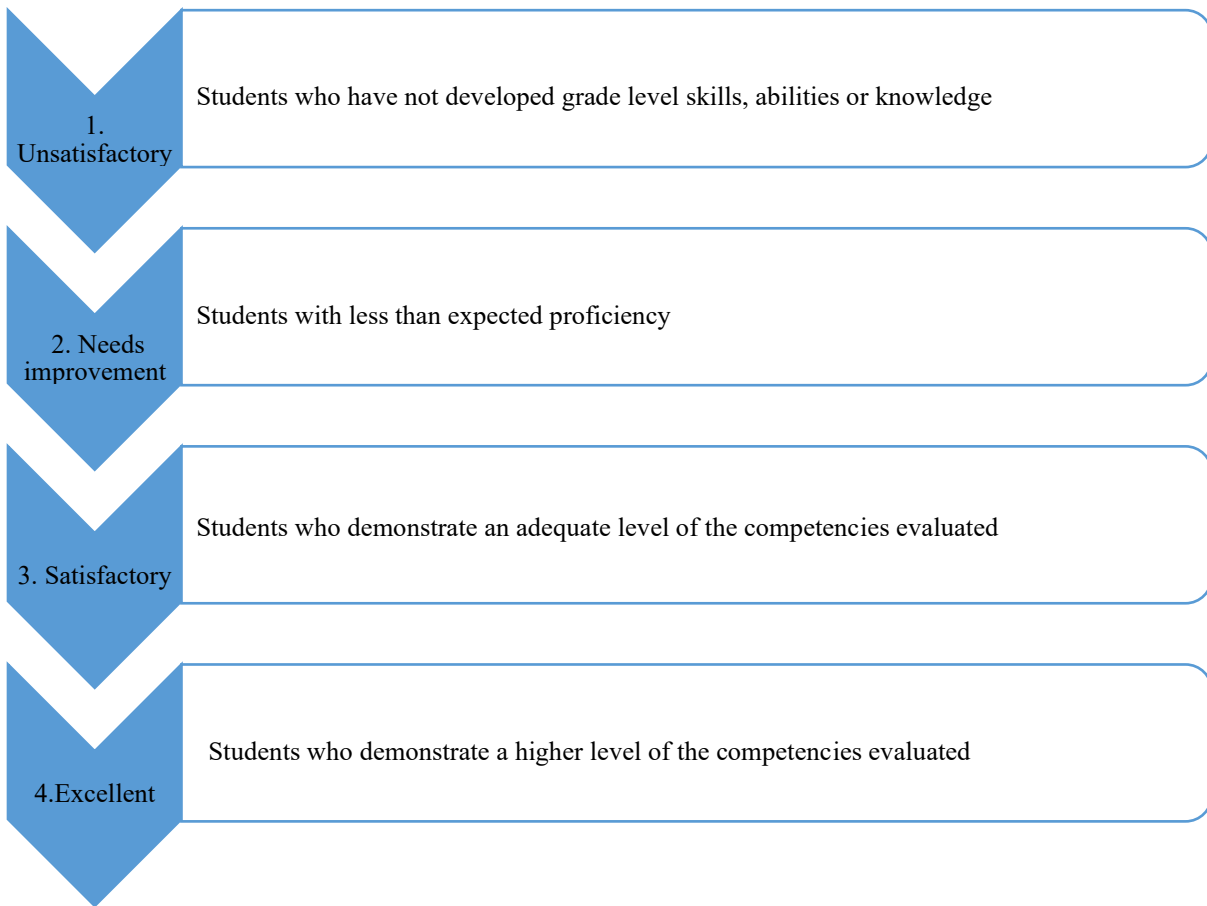 1.
Unsatisfactory
Students who have not developed grade level skills, abilities or knowledge
2. Needs
improvement
Students with less than expected proficiency
3. Satisfactory
Students who demonstrate an adequate level of the competencies evaluated
4.Excellent
Students who demonstrate a higher level of the competencies evaluated